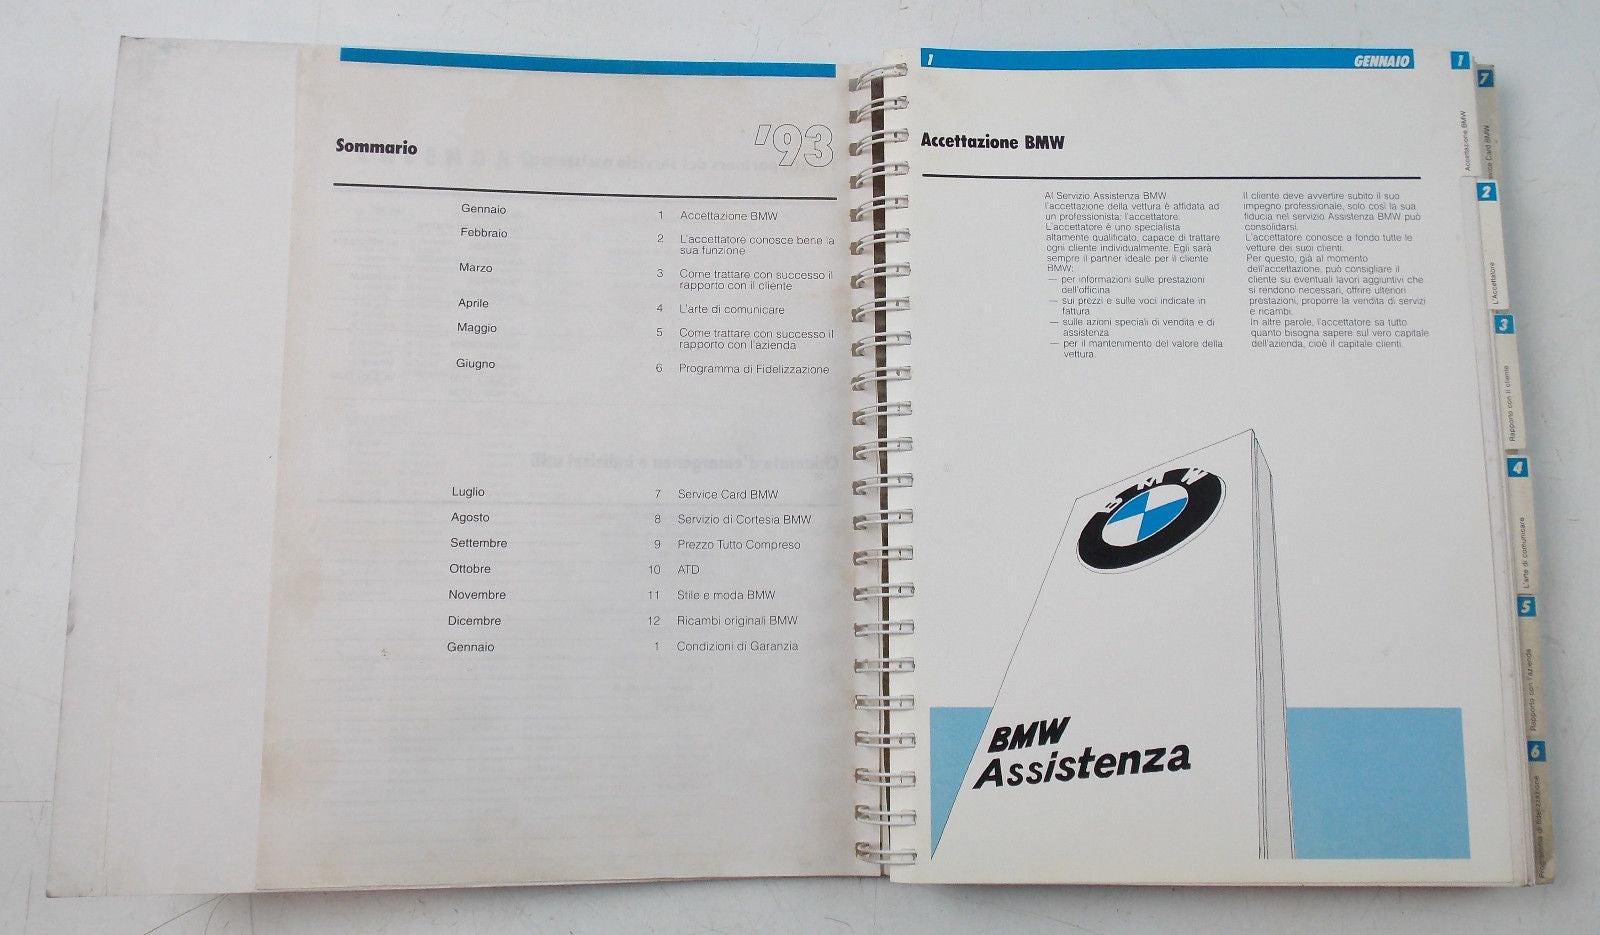 Sommario
'93
Gennaio 1 Accettazione BMW
Febbraio 2 L'accettatore conosce bene la
sua funzione
Marzo 3 Come trattare con successo il
rapporto con il cliente
Aprile 4 L'arte di comunicare
Maggio 5 Come trattare con successo il
rapporto con l'azienda
Giugno 6 Programma di Fidelizzazione
Luglio 7 Service Card BMW
Agosto 8 Servizio di Cortesia BMW
Settembre 9 Prezzo Tutto Compreso
Ottobre 10 ATD
Novembre 11 Stile e moda BMW
Dicembre 12 Ricambi originali BMW
Gennaio 1 Condizioni di Garanzia
1 GENNAIO
Accettazione BMW
Al Servizio Assistenza BMW
l'accettazione della vettura è affidata ad
un professionista: l'accettatore.
L'accettatore è uno specialista
altamente qualificato, capace di trattare
ogni cliente individualmente. Egli sarà
sempre il partner ideale per il cliente
BMW:
— per informazioni sulle prestazioni
dell'officina
— sui prezzi e sulle voci indicate in
fattura
— sulle azioni speciali di vendita e di
assistenza
— per il mantenimento del valore della
vettura.
Il cliente deve avvertire subito il suo
impegno professionale, solo così la sua
fiducia nel servizio Assistenza BMW può
consolidarsi.
L'accettatore conosce a fondo tutte le
vetture dei suoi clienti.
Per questo, già al momento
dell'accettazione, può consigliare il
cliente su eventuali lavori aggiuntivi che
si rendono necessari, offrire ulteriori
prestazioni, proporre la vendita di servizi
e ricambi.
In altre parole, l'accettatore sa tutto
quanto bisogna sapere sul vero capitale
dell'azienda, cioè il capitale clienti.
BMW
BMW
Assistenza
1
Accettazione BMW
7
Card BMW
2
L'Accettatore
3
Rapporto con il cliente
4
L'arte di comunicare
5
Rapporto con l'azienda
6
Programma di fidelizzazione